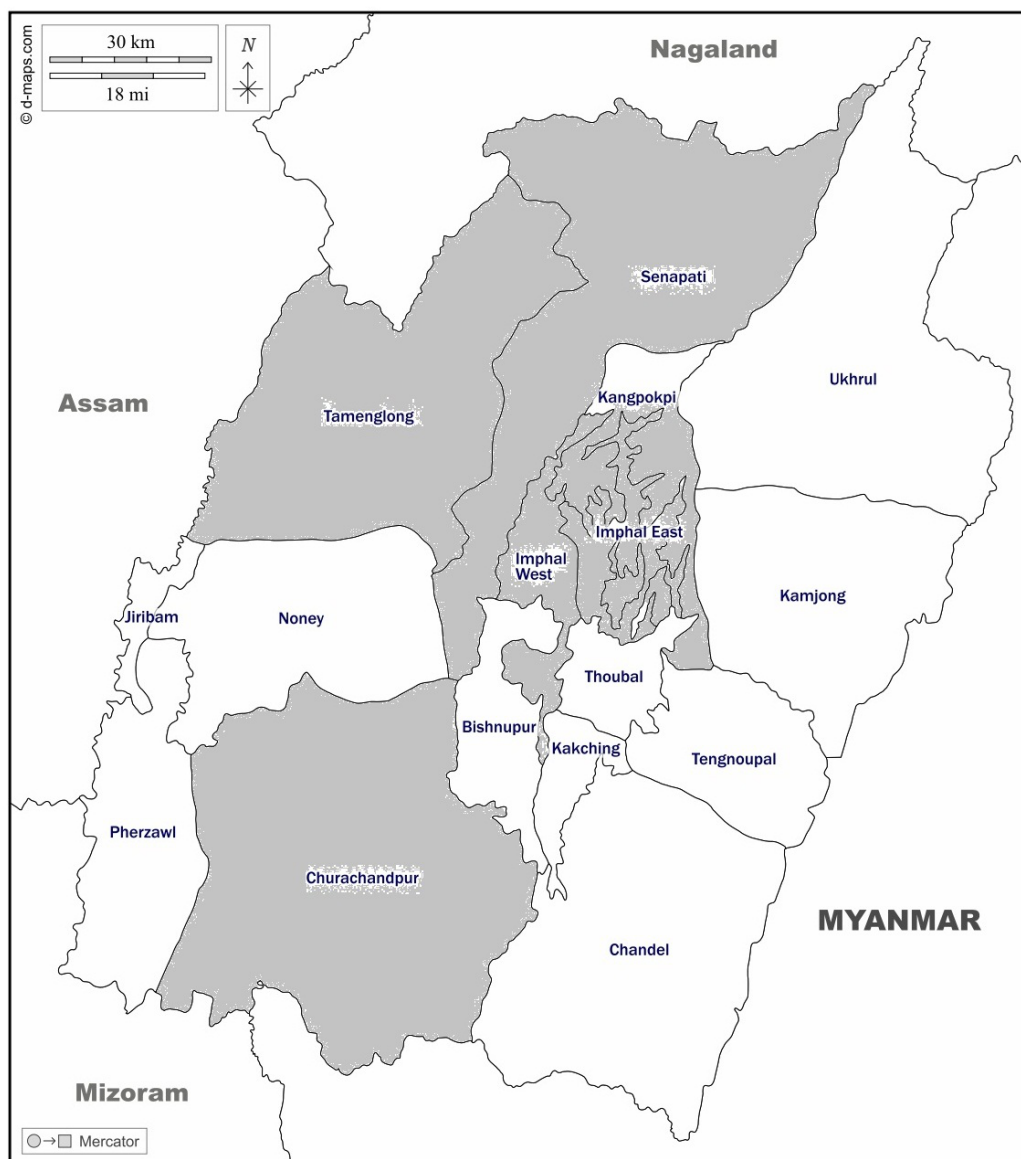 © d-maps.com
30 km
18 mi
N
Nagaland
Senapati
Ukhrul
Kangpokpi
Assam
Tamenglong
Imphal East
Imphal
West
Kamjong
Jiribam
Noney
Thoubal
Bishnupur
Kakching
Tengnoupal
Pherzawl
Churachandpur
MYANMAR
Chandel
Mizoram
Mercator